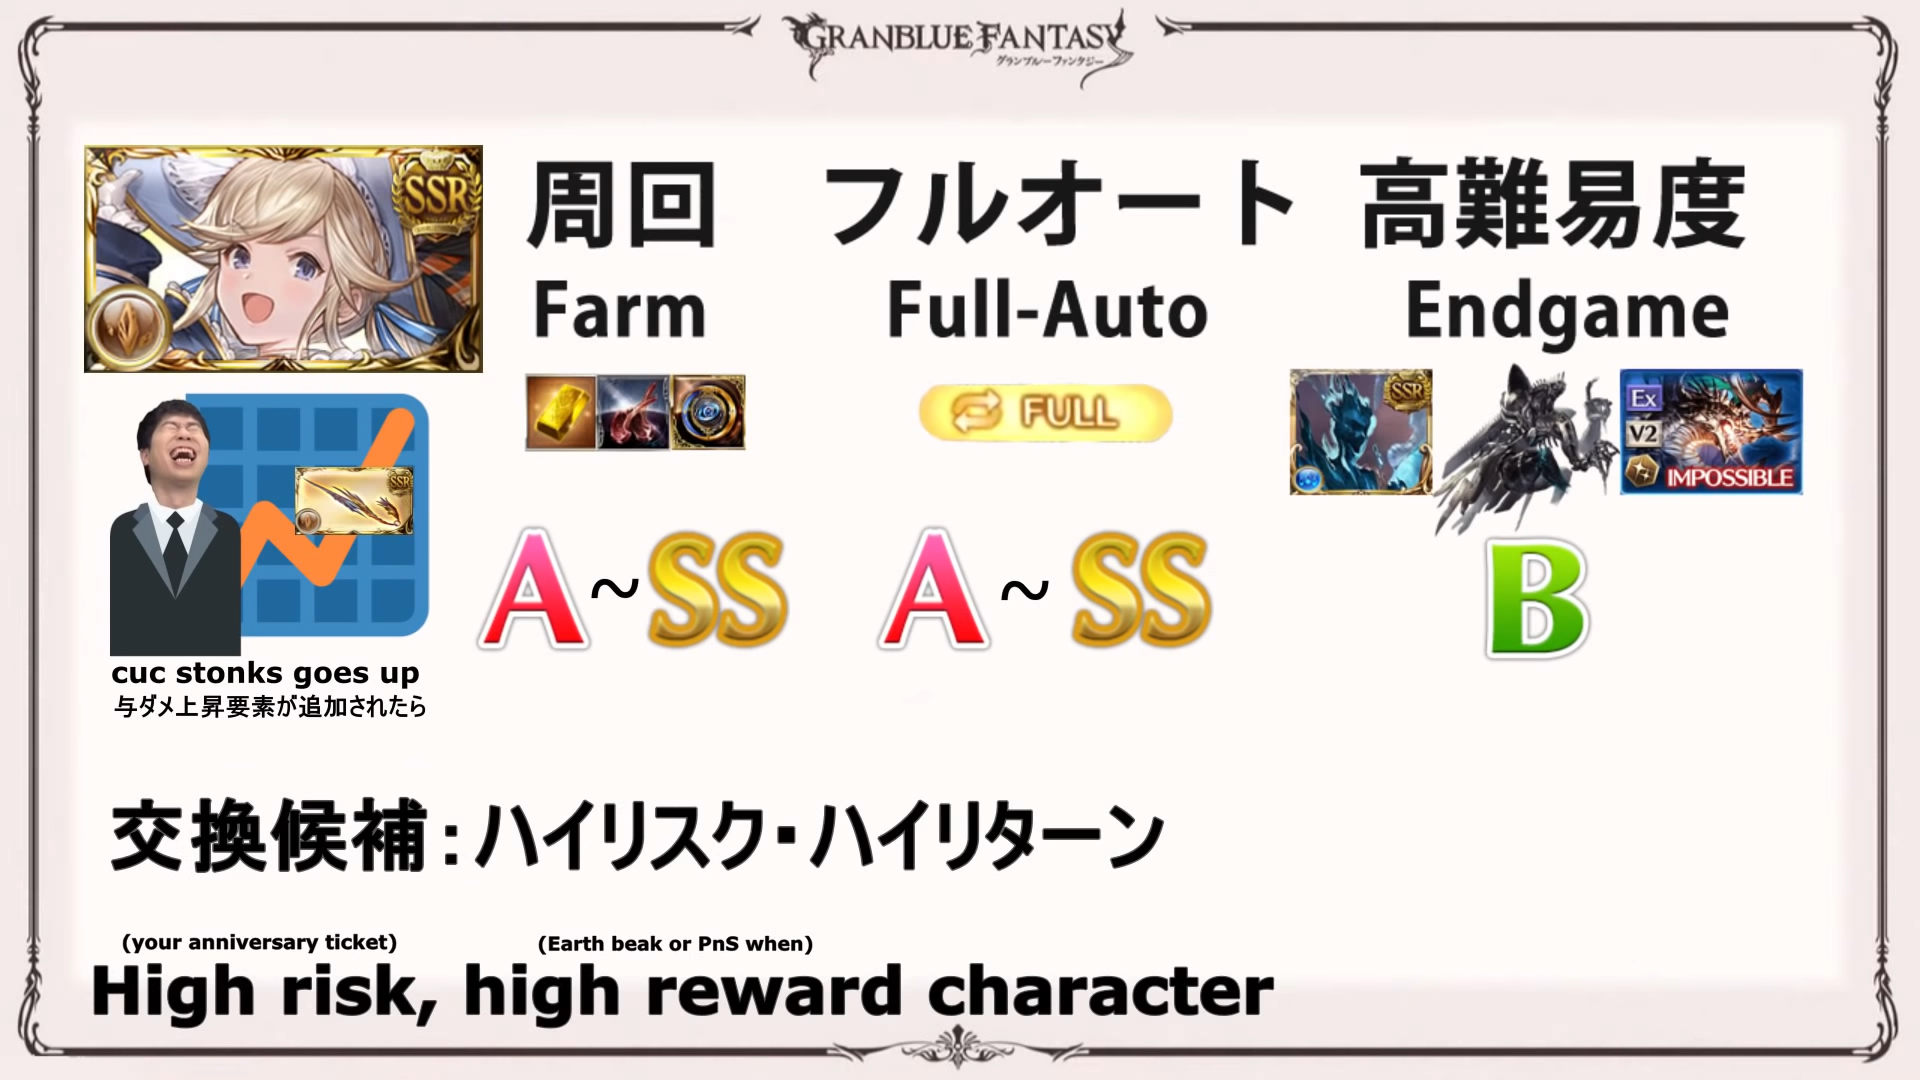 GRANBLUE FANTASY
グランブルーファンタジー
SSR
周回 フルオート 高難易度
Farm Full-Auto Endgame
FULL
SSR
Ex
V2
IMPOSSIBLE
SSR
A~SS A~SS B
cuc stonks goes up
与ダメ上昇要素が追加されたら
交換候補:ハイリスク・ハイリターン
(your anniversary ticket) (Earth beak or PnS when)
High risk, high reward character